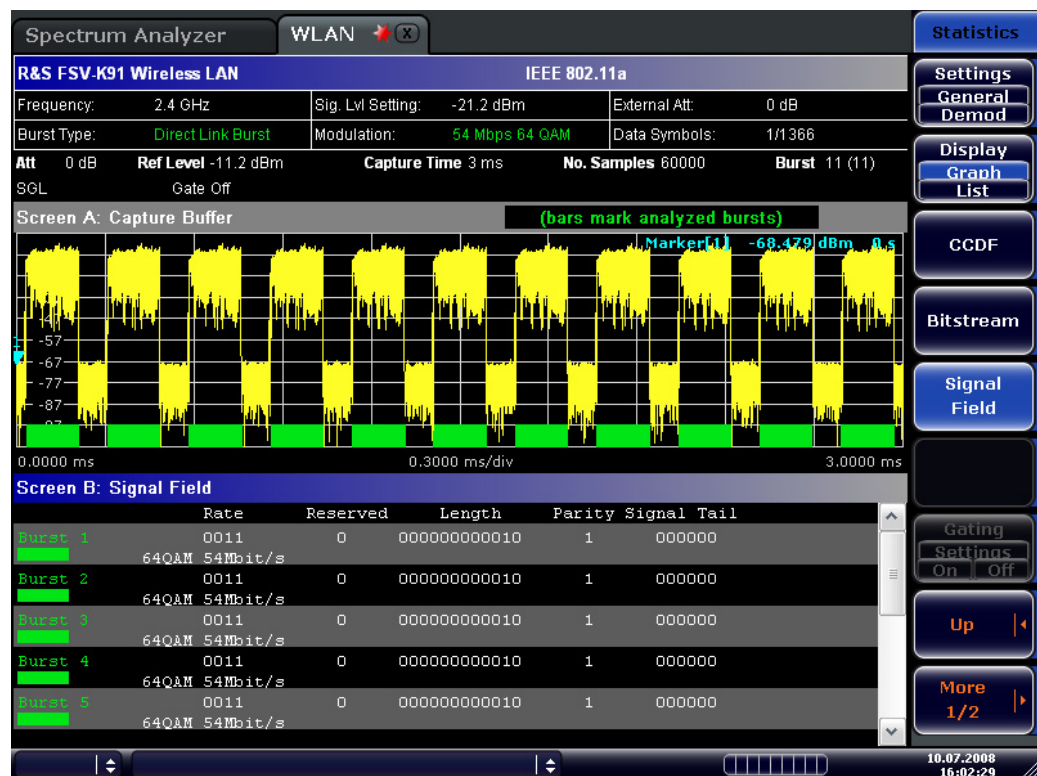 Spectrum Analyzer
WLAN X
Statistics
R&S FSV-K91 Wireless LAN IEEE 802.11a
Frequency: 2.4 GHz Sig. Lvl Setting: -21.2 dBm External Att: 0 dB
Burst Type: Direct Link Burst Modulation: 54 Mbps 64 QAM Data Symbols: 1/1366
Att 0 dB Ref Level -11.2 dBm Capture Time 3 ms No. Samples 60000 Burst 11 (11)
SGL Gate Off
Screen A: Capture Buffer (bars mark analyzed bursts)
Marker[1] -68.479 dBm 0 s
-47
1
-57
-67
-77
-87
-97
0.0000 ms 0.3000 ms/div 3.0000 ms
Screen B: Signal Field
Rate Reserved Length Parity Signal Tail
Burst 1 0011 0 000000000010 1 000000
64QAM 54Mbit/s
Burst 2 0011 0 000000000010 1 000000
64QAM 54Mbit/s
Burst 3 0011 0 000000000010 1 000000
64QAM 54Mbit/s
Burst 4 0011 0 000000000010 1 000000
64QAM 54Mbit/s
Burst 5 0011 0 000000000010 1 000000
64QAM 54Mbit/s
Settings
General
Demod
Display
Graph
List
CCDF
Bitstream
Signal
Field
Gating
Settings
On Off
Up
More
1/2
10.07.2008
16:02:29